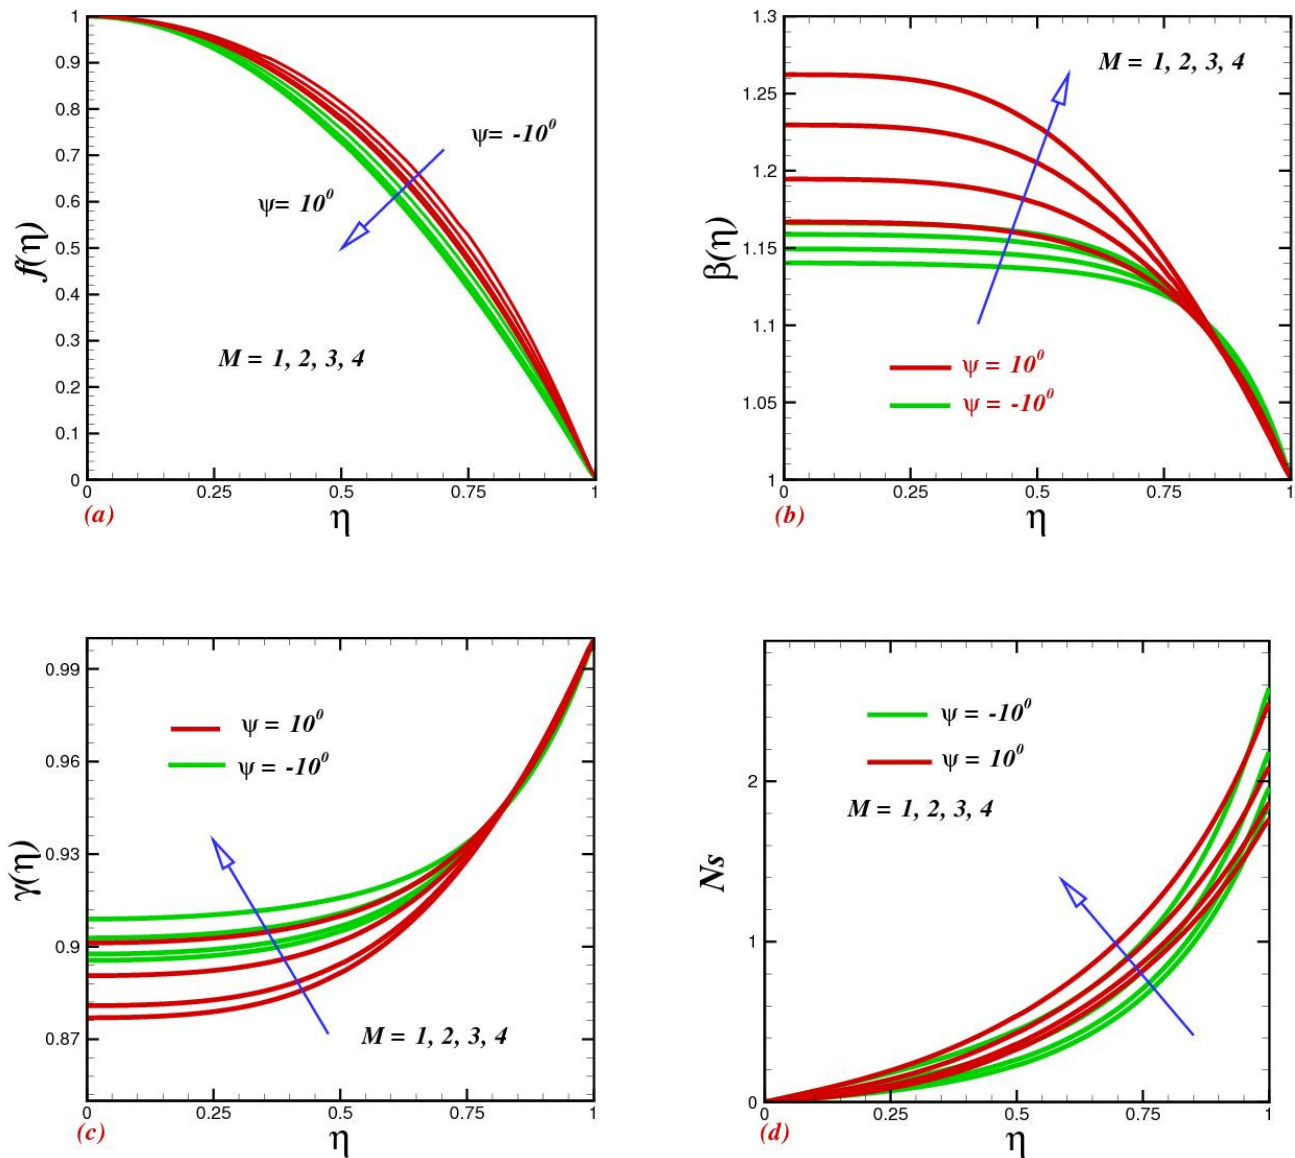 1
0.9
0.8
0.7
0.6
0.5
0.4
0.3
0.2
0.1
0
f(η)
ψ= -10⁰
ψ= 10⁰
M = 1, 2, 3, 4
0 0.25 0.5 0.75 1
(a) η
1.3
1.25
1.2
1.15
1.1
1.05
1
β(η)
M = 1, 2, 3, 4
ψ = 10⁰
ψ = -10⁰
0 0.25 0.5 0.75 1
(b) η
0.99
0.96
0.93
0.9
0.87
γ(η)
ψ = 10⁰
ψ = -10⁰
M = 1, 2, 3, 4
0 0.25 0.5 0.75 1
(c) η
2
1
0
Ns
ψ = -10⁰
ψ = 10⁰
M = 1, 2, 3, 4
0 0.25 0.5 0.75 1
(d) η